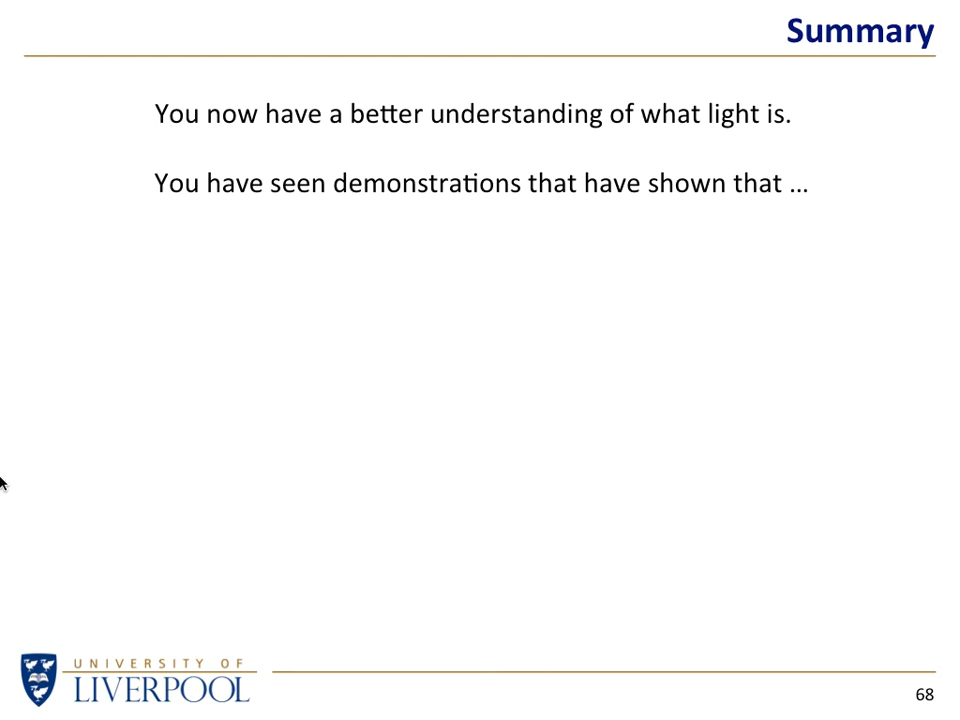 Summary
You now have a better understanding of what light is.
You have seen demonstrations that have shown that ...
UNIVERSITY OF
LIVERPOOL
68